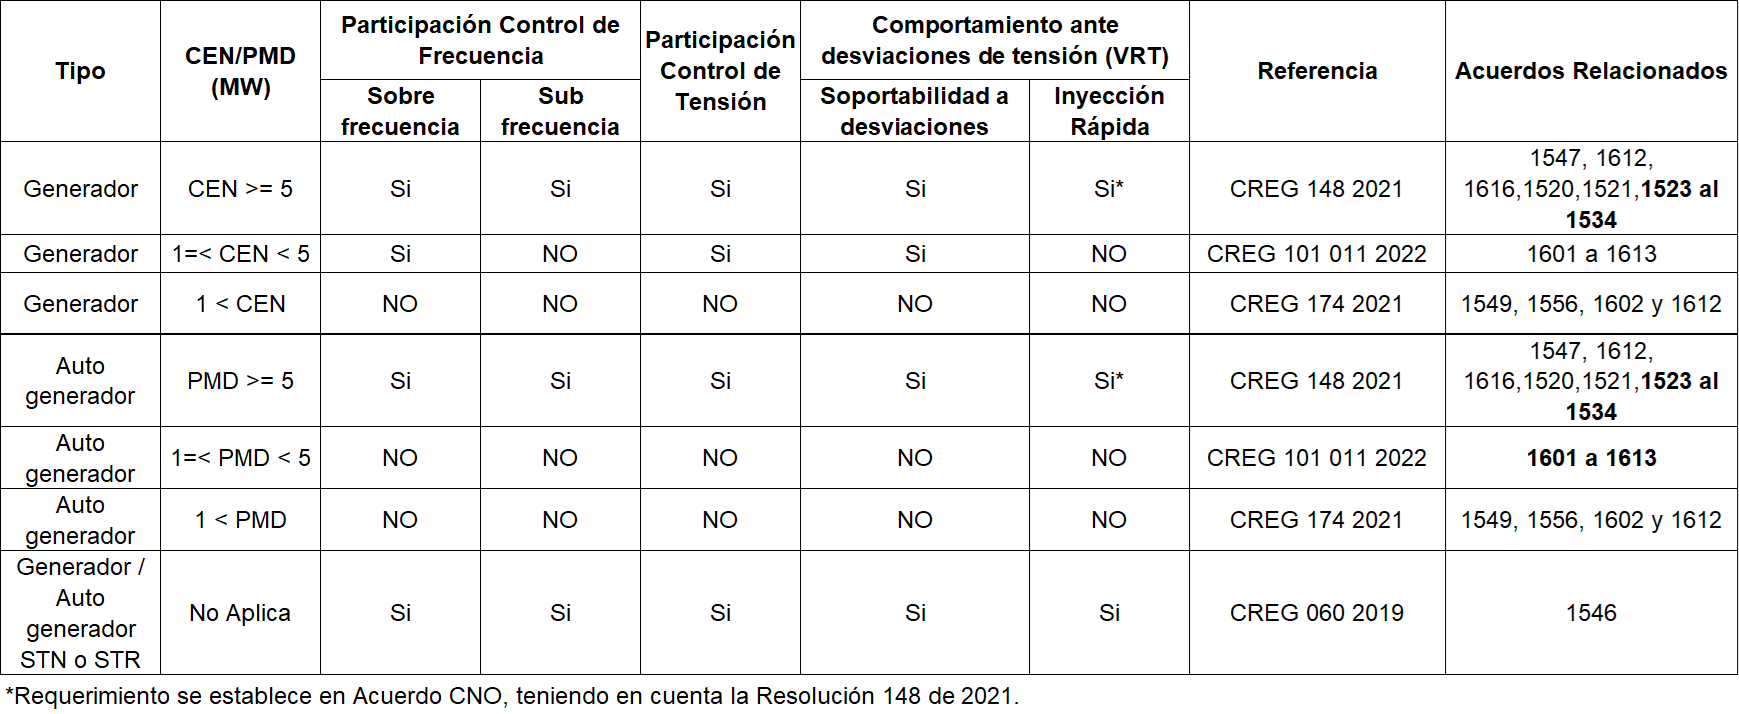 Tipo
CEN/PMD
(MW)
Participación Control de
Frecuencia
Participación
Control de
Tensión
Comportamiento ante
desviaciones de tensión (VRT)
Referencia
Acuerdos Relacionados
Sobre
frecuencia
Sub
frecuencia
Soportabilidad a
desviaciones
Inyección
Rápida
Generador
CEN >= 5
Si
Si
Si
Si
Si*
CREG 148 2021
1547, 1612,
1616,1520,1521,1523 al
1534
Generador
1=< CEN < 5
Si
NO
Si
Si
NO
CREG 101 011 2022
1601 a 1613
Generador
1 < CEN
NO
NO
NO
NO
NO
CREG 174 2021
1549, 1556, 1602 y 1612
Auto
generador
PMD >= 5
Si
Si
Si
Si
Si*
CREG 148 2021
1547, 1612,
1616,1520,1521,1523 al
1534
Auto
generador
1=< PMD < 5
NO
NO
NO
NO
NO
CREG 101 011 2022
1601 a 1613
Auto
generador
1 < PMD
NO
NO
NO
NO
NO
CREG 174 2021
1549, 1556, 1602 y 1612
Generador /
Auto
generador
STN o STR
No Aplica
Si
Si
Si
Si
Si
CREG 060 2019
1546
*Requerimiento se establece en Acuerdo CNO, teniendo en cuenta la Resolución 148 de 2021.